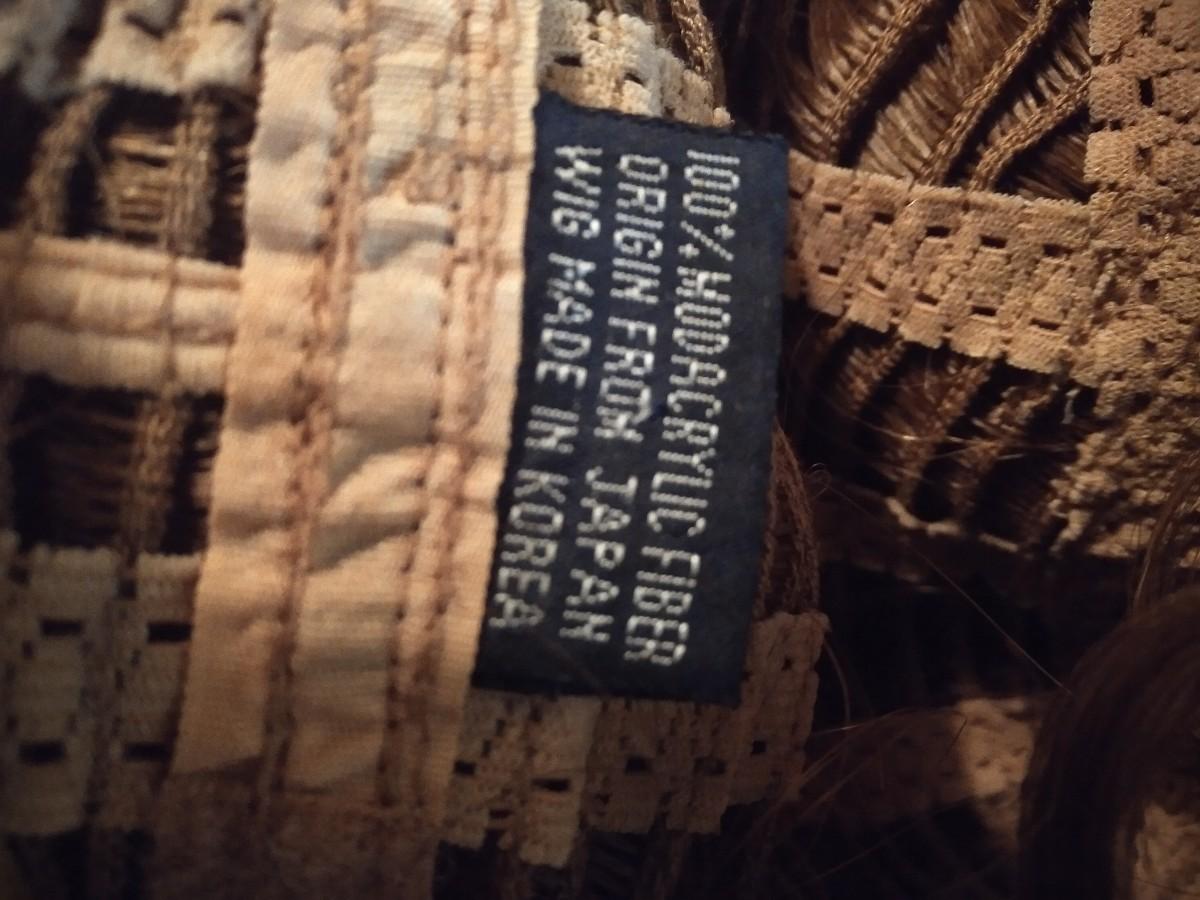 100% MODACRYLIC FIBER
ORIGIN FROM JAPAN
WIG MADE IN KOREA